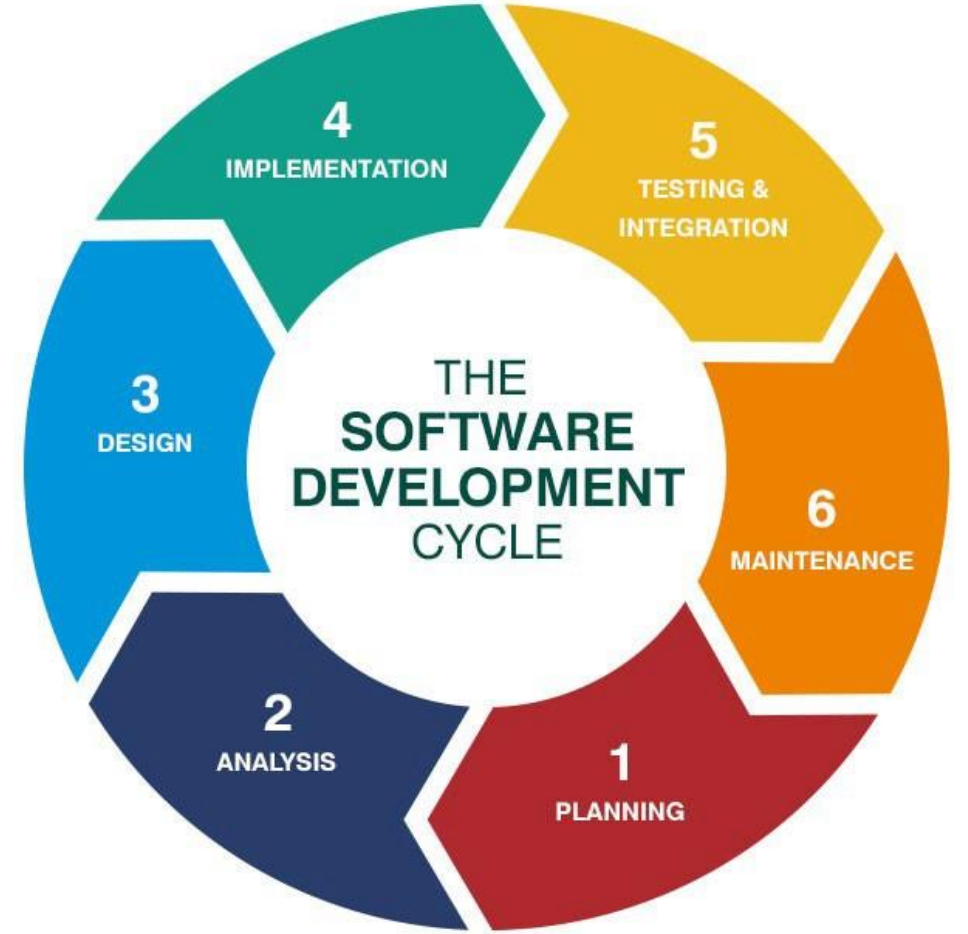 THE
SOFTWARE
DEVELOPMENT
CYCLE
1
PLANNING
2
ANALYSIS
3
DESIGN
4
IMPLEMENTATION
5
TESTING &
INTEGRATION
6
MAINTENANCE